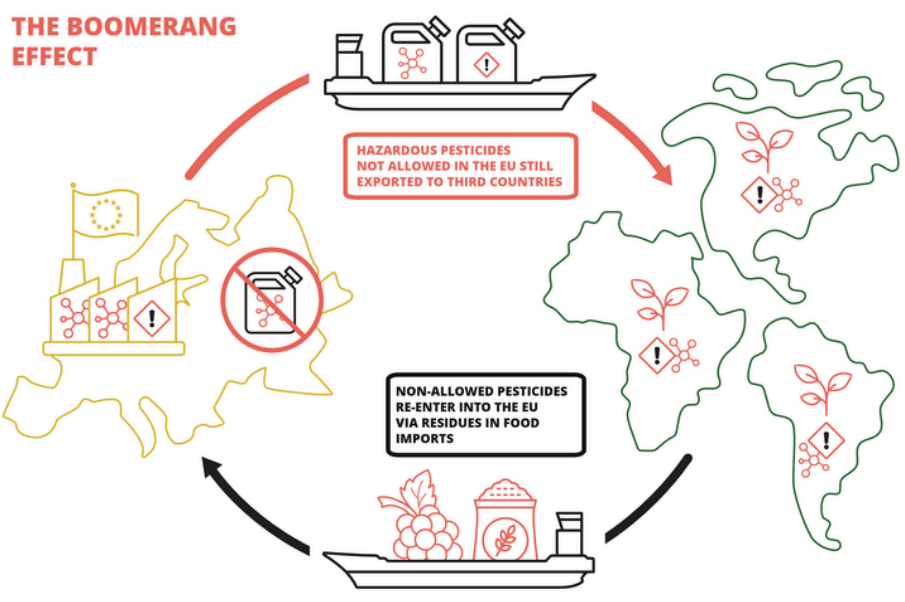 THE BOOMERANG
EFFECT
HAZARDOUS PESTICIDES
NOT ALLOWED IN THE EU STILL
EXPORTED TO THIRD COUNTRIES
NON-ALLOWED PESTICIDES
RE-ENTER INTO THE EU
VIA RESIDUES IN FOOD
IMPORTS